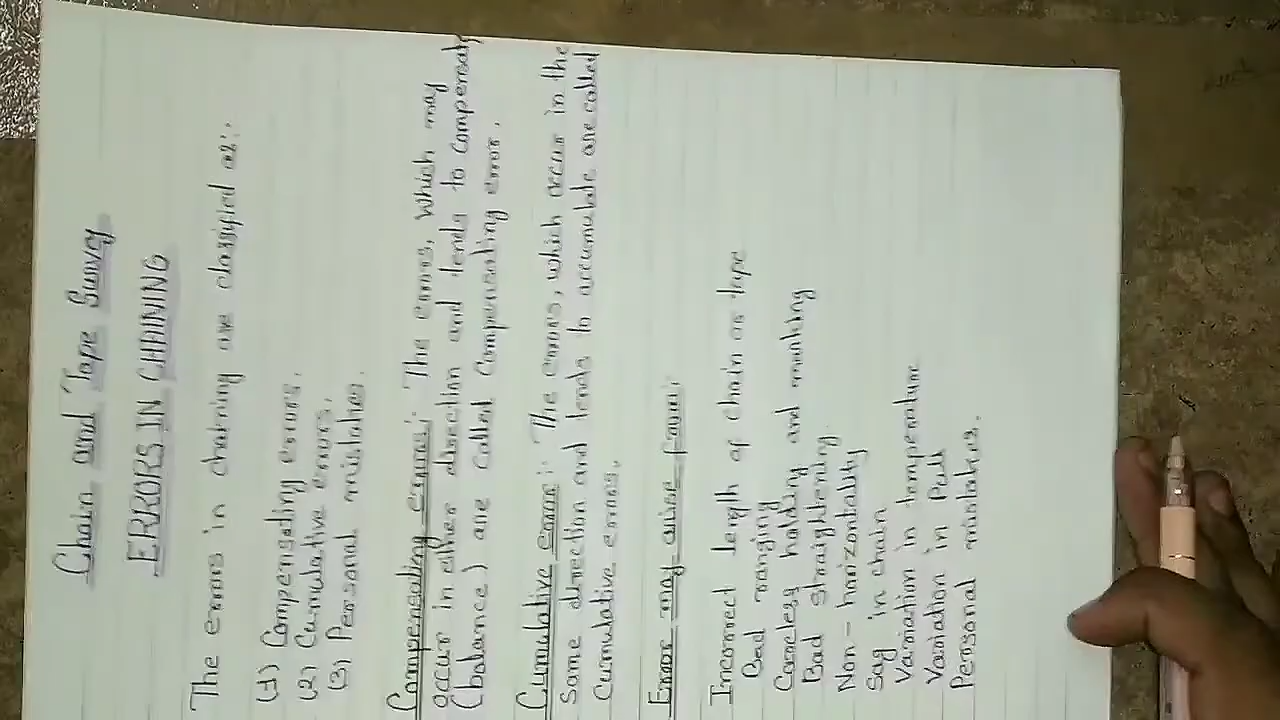 Chain and Tape Survey
ERRORS IN CHAINING
The errors in chaining are classified as:.
(1) Compensating errors.
(2) Cumulative errors.
(3) Personal mistakes.
Compensating error: The errors, which may
occur in either direction and tends to compensate
(balance) are called compensating error.
Cumulative error: The errors, which occur in the
same direction and tends to accumulate are called
cumulative errors.
Error may arise from:
Incorrect length of chain or tape
Bad ranging
Careless holding and marking
Bad straightening
Non-horizontality
Sag in chain
Variation in temperature
Variation in Pull
Personal mistakes.